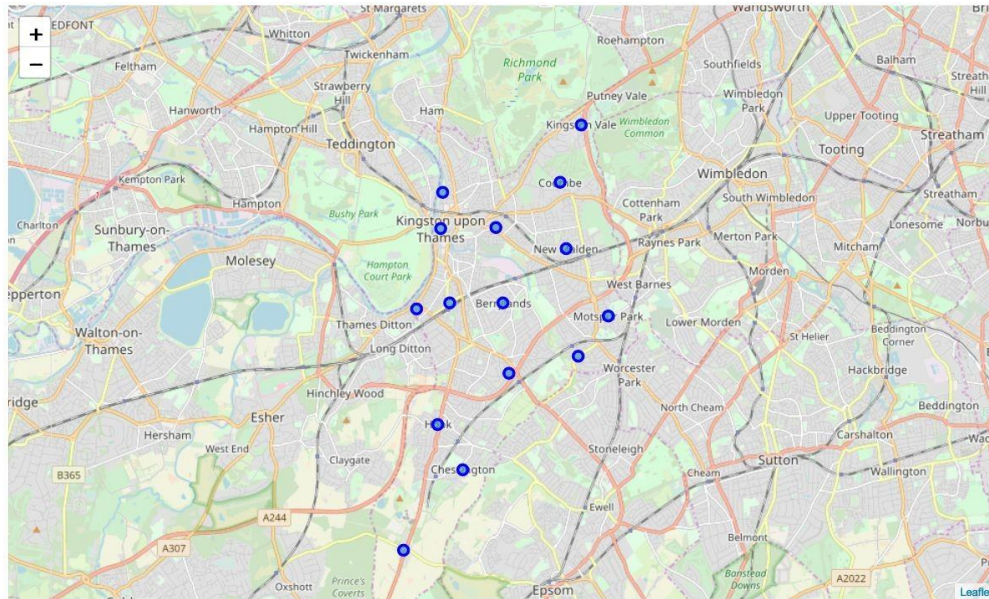 St Margarets
Wandsworth
EDFONT
Whitton
+
Roehampton
Twickenham
−
Balham
Feltham
Southfields
Richmond
Park
Strawberry
Hill
Putney Vale
Wimbledon
Park
Hanworth
Ham
Upper Tooting
Kingston Vale
Wimbledon
Common
Hampton Hill
Streatham
Teddington
Tooting
Kempton Park
Wimbledon
Coombe
Hampton
South Wimbledon
Streatham
Cottenham
Park
Bushy Park
Kingston upon
Thames
Charlton
Sunbury-on-
Thames
Lonesome
Raynes Park
Merton Park
Mitcham
New Malden
Molesey
Hampton
Court Park
Morden
West Barnes
Berrylands
Thames Ditton
Motspur Park
Lower Morden
Walton-on-
Thames
St Helier
Beddington
Corner
Long Ditton
Worcester
Park
Hackbridge
Hinchley Wood
North Cheam
Beddington
Esher
Hook
Hersham
Carshalton
West End
Stoneleigh
Claygate
Sutton
B365
Chessington
Cheam
Wallington
Ewell
A244
Belmont
A307
Banstead
Downs
A2022
Oxshott
Prince's
Coverts
Epsom
Leafle